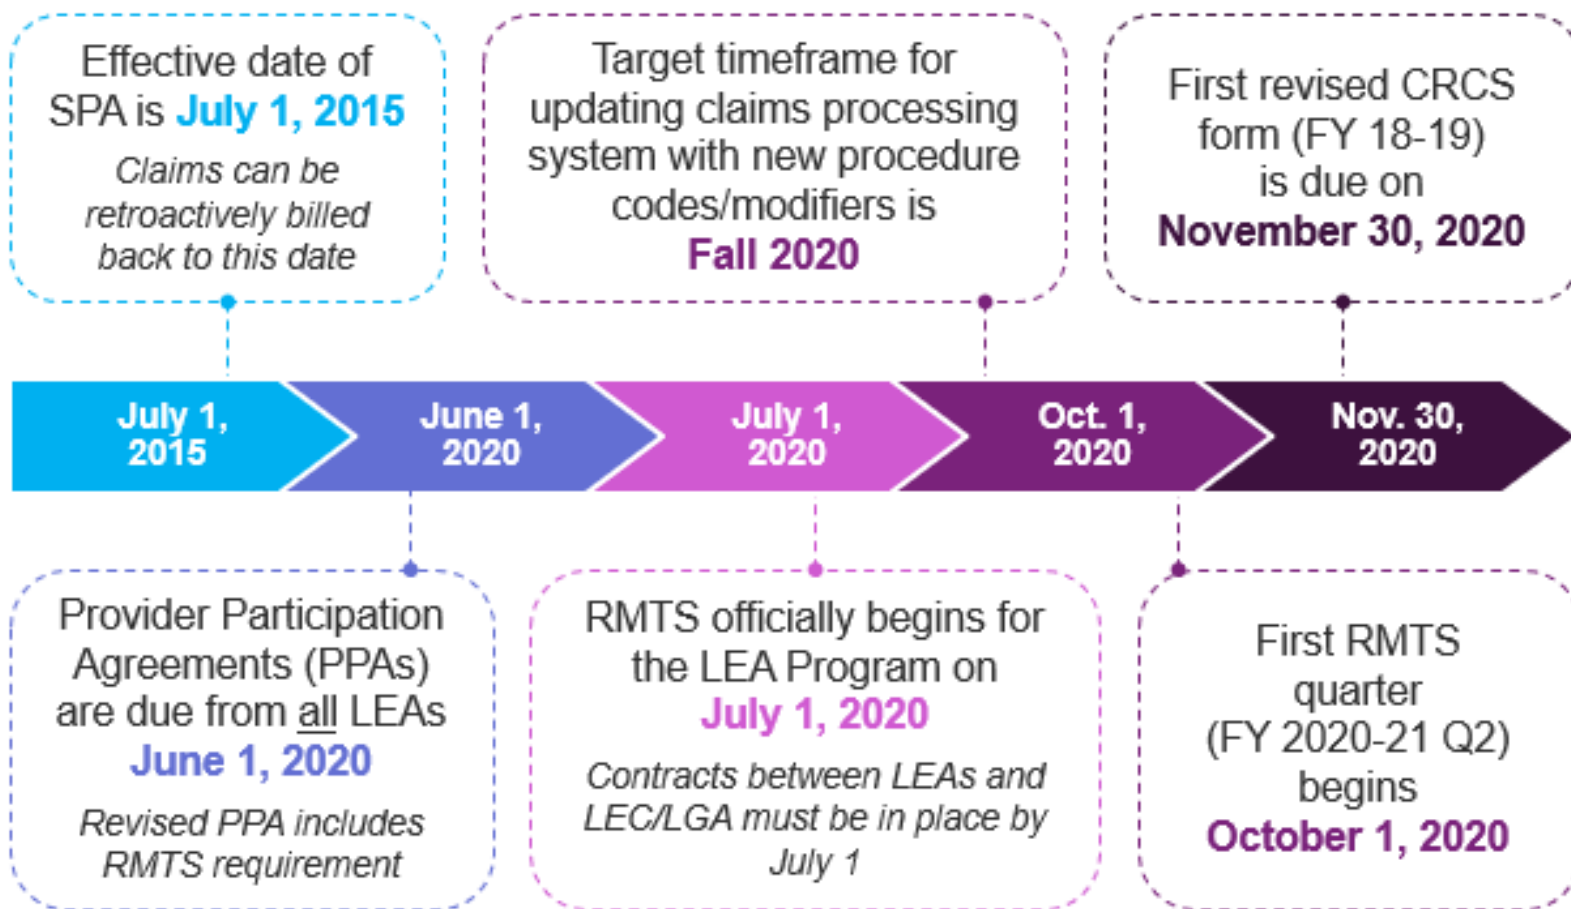 Effective date of
SPA is July 1, 2015
Claims can be
retroactively billed
back to this date
Target timeframe for
updating claims processing
system with new procedure
codes/modifiers is
Fall 2020
First revised CRCS
form (FY 18-19)
is due on
November 30, 2020
July 1,
2015
June 1,
2020
July 1,
2020
Oct. 1,
2020
Nov. 30,
2020
Provider Participation
Agreements (PPAs)
are due from all LEAs
June 1, 2020
Revised PPA includes
RMTS requirement
RMTS officially begins for
the LEA Program on
July 1, 2020
Contracts between LEAs and
LEC/LGA must be in place by
July 1
First RMTS
quarter
(FY 2020-21 Q2)
begins
October 1, 2020